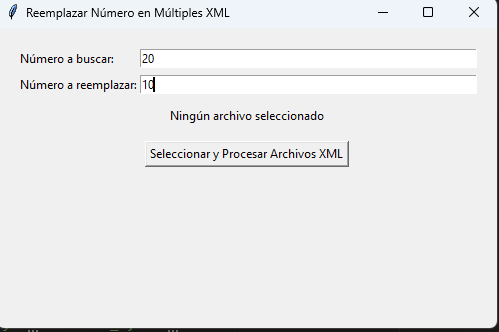 Reemplazar Número en Múltiples XML
Número a buscar: 20
Número a reemplazar: 10
Ningún archivo seleccionado
Seleccionar y Procesar Archivos XML